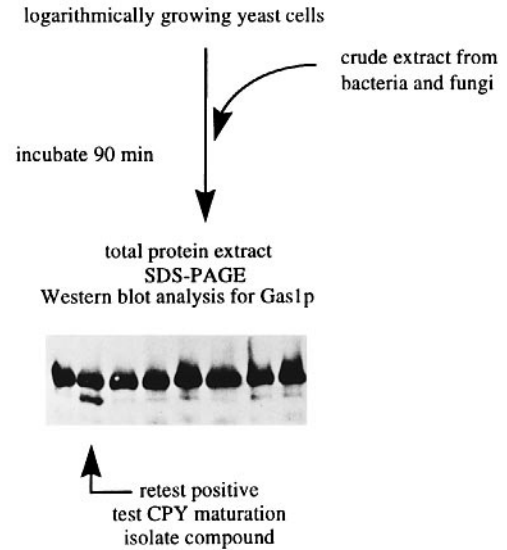 logarithmically growing yeast cells
crude extract from
bacteria and fungi
incubate 90 min
total protein extract
SDS-PAGE
Western blot analysis for Gas1p
retest positive
test CPY maturation
isolate compound